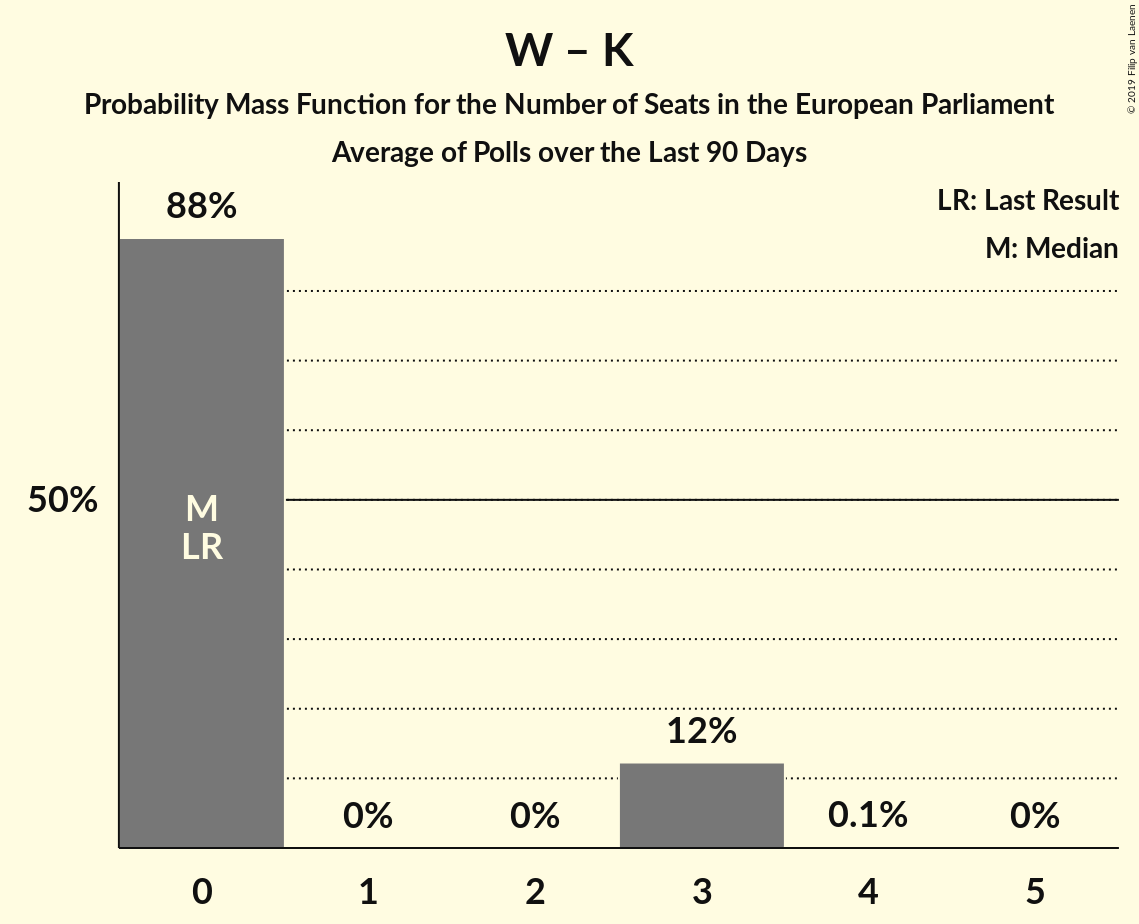 W – K
Probability Mass Function for the Number of Seats in the European Parliament
Average of Polls over the Last 90 Days
© 2019 Filip van Laenen
LR: Last Result
M: Median
88%
50%
M
LR
12%
0%
0%
0.1%
0%
0
1
2
3
4
5